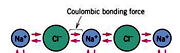 Coulombic bonding force
Na⁺ Cl⁻ Na⁺ Cl⁻ Na⁺